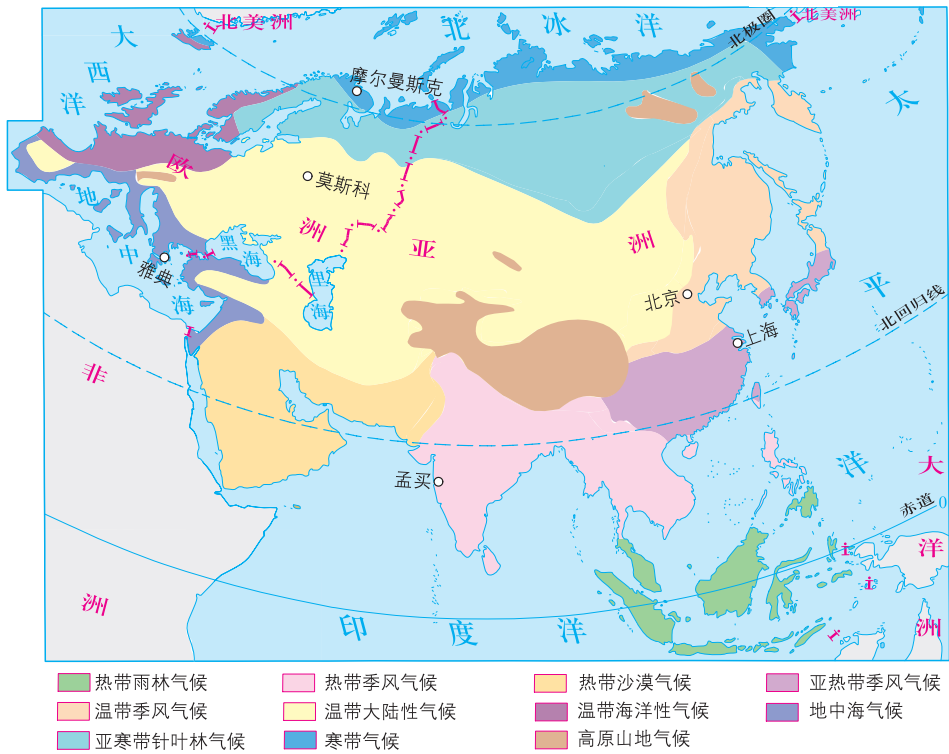 北美洲
北冰洋
北美洲
北极圈
大西洋
摩尔曼斯克
大
欧
洲
亚
洲
莫斯科
地
中
海
黑海
里海
雅典
北京
上海
平
北回归线
非
洲
孟买
洋
大
洋
洲
赤道
0
印度洋
热带雨林气候
热带季风气候
热带沙漠气候
亚热带季风气候
温带季风气候
温带大陆性气候
温带海洋性气候
地中海气候
亚寒带针叶林气候
寒带气候
高原山地气候